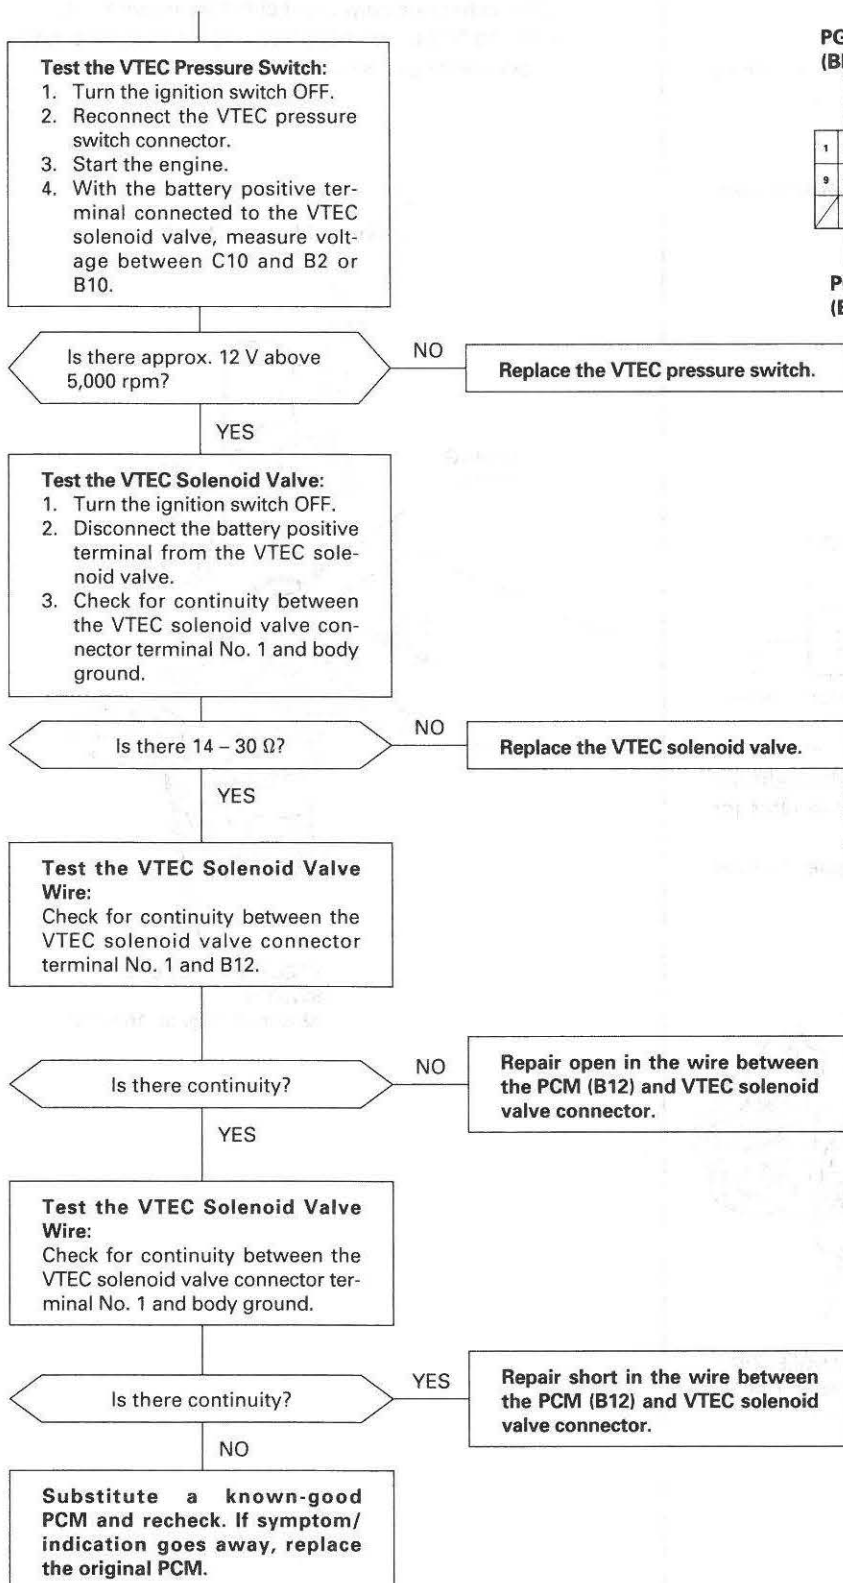 Test the VTEC Pressure Switch:
1. Turn the ignition switch OFF.
2. Reconnect the VTEC pressure
switch connector.
3. Start the engine.
4. With the battery positive ter-
minal connected to the VTEC
solenoid valve, measure volt-
age between C10 and B2 or
B10.
Is there approx. 12 V above
5,000 rpm?
NO
Replace the VTEC pressure switch.
YES
Test the VTEC Solenoid Valve:
1. Turn the ignition switch OFF.
2. Disconnect the battery positive
terminal from the VTEC sole-
noid valve.
3. Check for continuity between
the VTEC solenoid valve con-
nector terminal No. 1 and body
ground.
Is there 14 – 30 Ω?
NO
Replace the VTEC solenoid valve.
YES
Test the VTEC Solenoid Valve
Wire:
Check for continuity between the
VTEC solenoid valve connector
terminal No. 1 and B12.
Is there continuity?
NO
Repair open in the wire between
the PCM (B12) and VTEC solenoid
valve connector.
YES
Test the VTEC Solenoid Valve
Wire:
Check for continuity between the
VTEC solenoid valve connector ter-
minal No. 1 and body ground.
Is there continuity?
YES
Repair short in the wire between
the PCM (B12) and VTEC solenoid
valve connector.
NO
Substitute a known-good
PCM and recheck. If symptom/
indication goes away, replace
the original PCM.
1
9